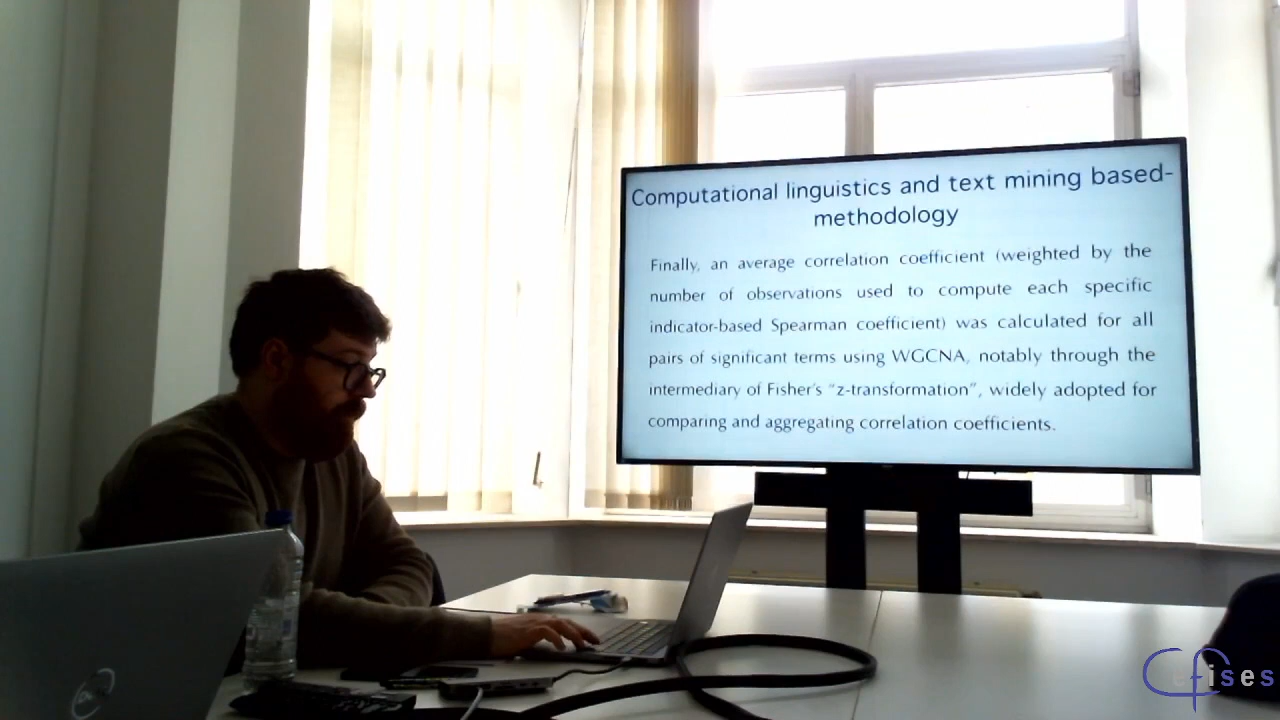 Computational linguistics and text mining based-
methodology
Finally, an average correlation coefficient (weighted by the
number of observations used to compute each specific
indicator-based Spearman coefficient) was calculated for all
pairs of significant terms using WGCNA, notably through the
intermediary of Fisher's "z-transformation", widely adopted for
comparing and aggregating correlation coefficients.
Cefises